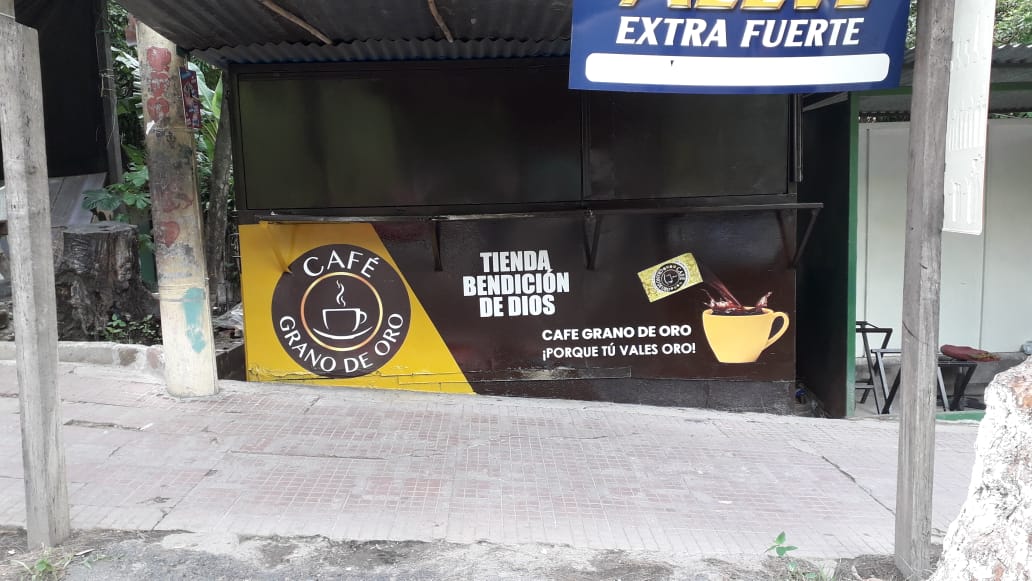 EXTRA FUERTE
CAFÉ
GRANO DE ORO
TIENDA
BENDICIÓN
DE DIOS
CAFE GRANO DE ORO
¡PORQUE TÚ VALES ORO!